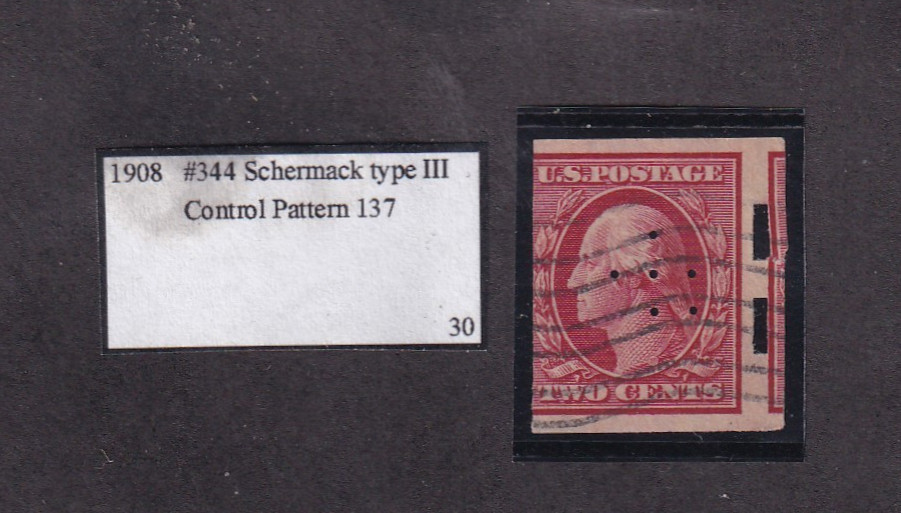 1908 #344 Schermack type III
Control Pattern 137
30
U.S. POSTAGE
TWO CENTS